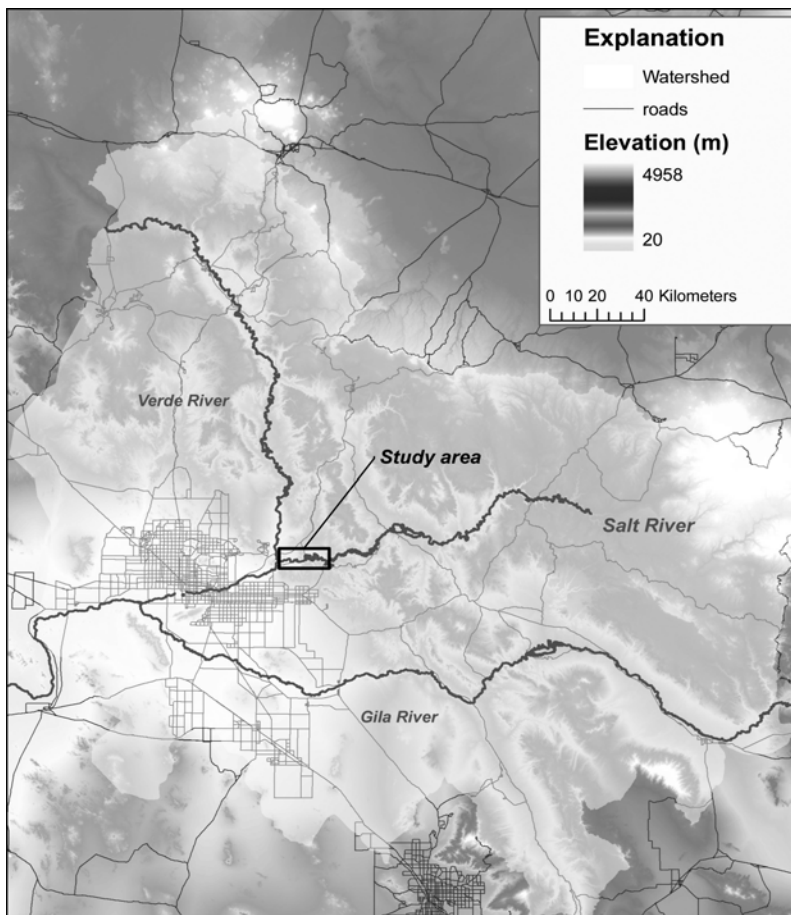 Explanation
Watershed
roads
Elevation (m)
4958
20
0 10 20 40 Kilometers
Verde River
Study area
Salt River
Gila River